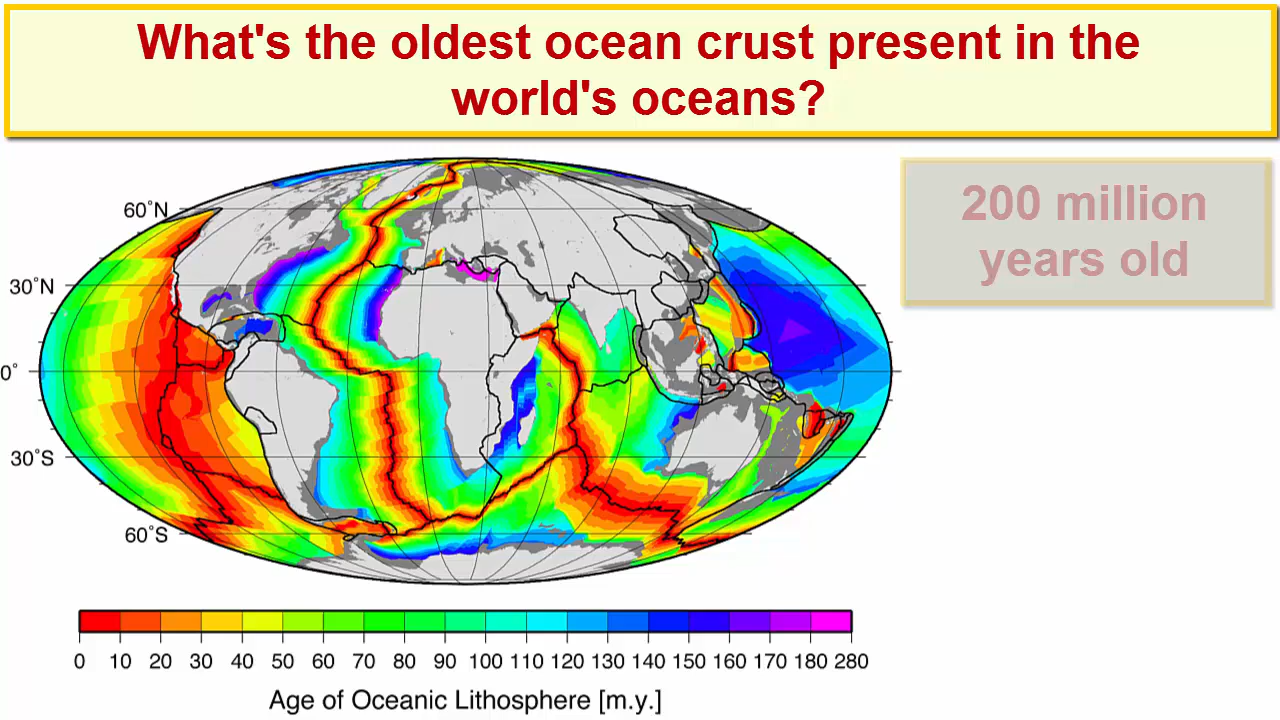 What's the oldest ocean crust present in the
world's oceans?
200 million
years old
60˚N
30˚N
0˚
30˚S
60˚S
0 10 20 30 40 50 60 70 80 90 100 110 120 130 140 150 160 170 180 280
Age of Oceanic Lithosphere [m.y.]